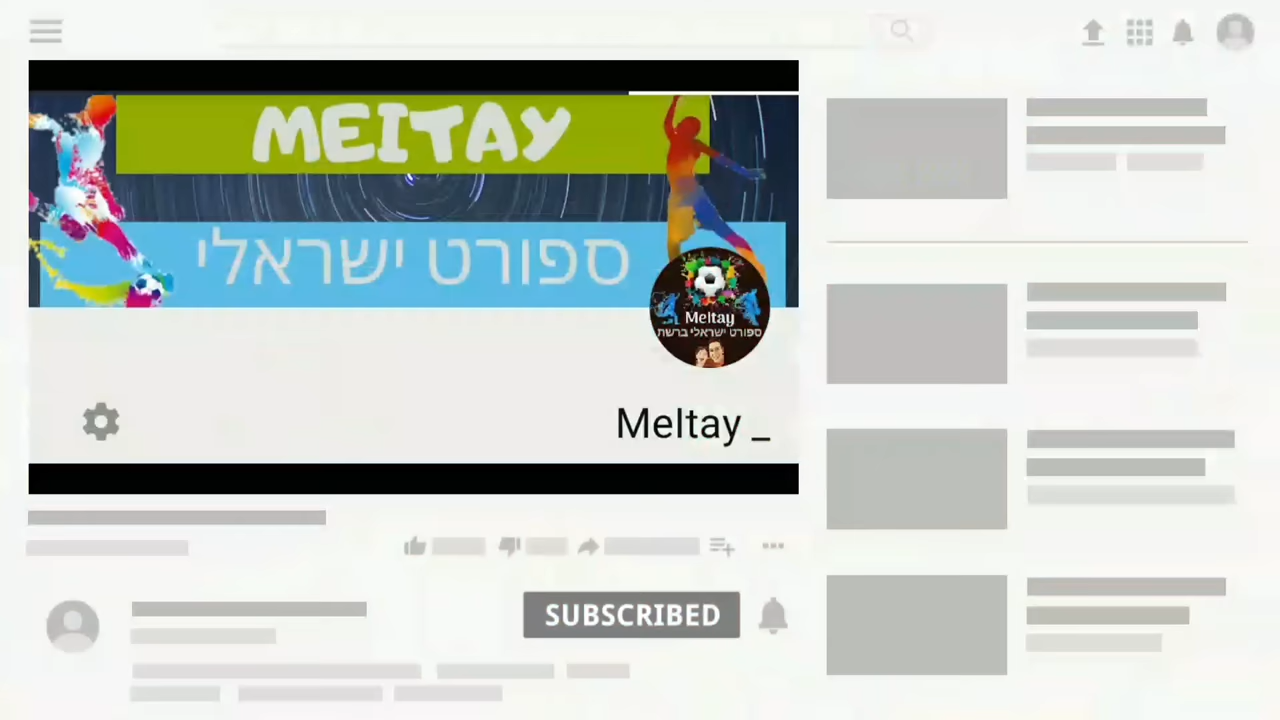 MEITAY
ספורט ישראלי
Meltay
ספורט ישראלי ברשת
Meltay _
SUBSCRIBED